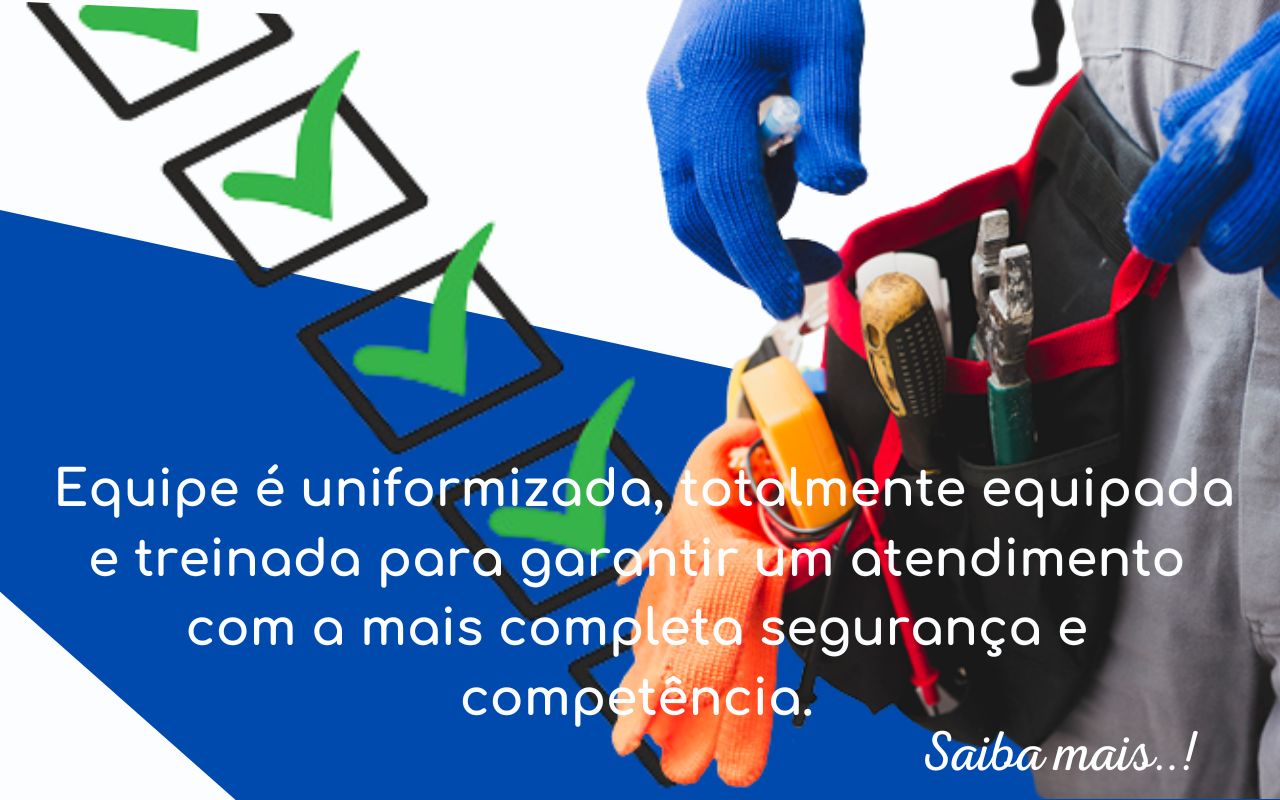 Equipe é uniformizada, totalmente equipada
e treinada para garantir um atendimento
com a mais completa segurança e
competência.
Saiba mais..!